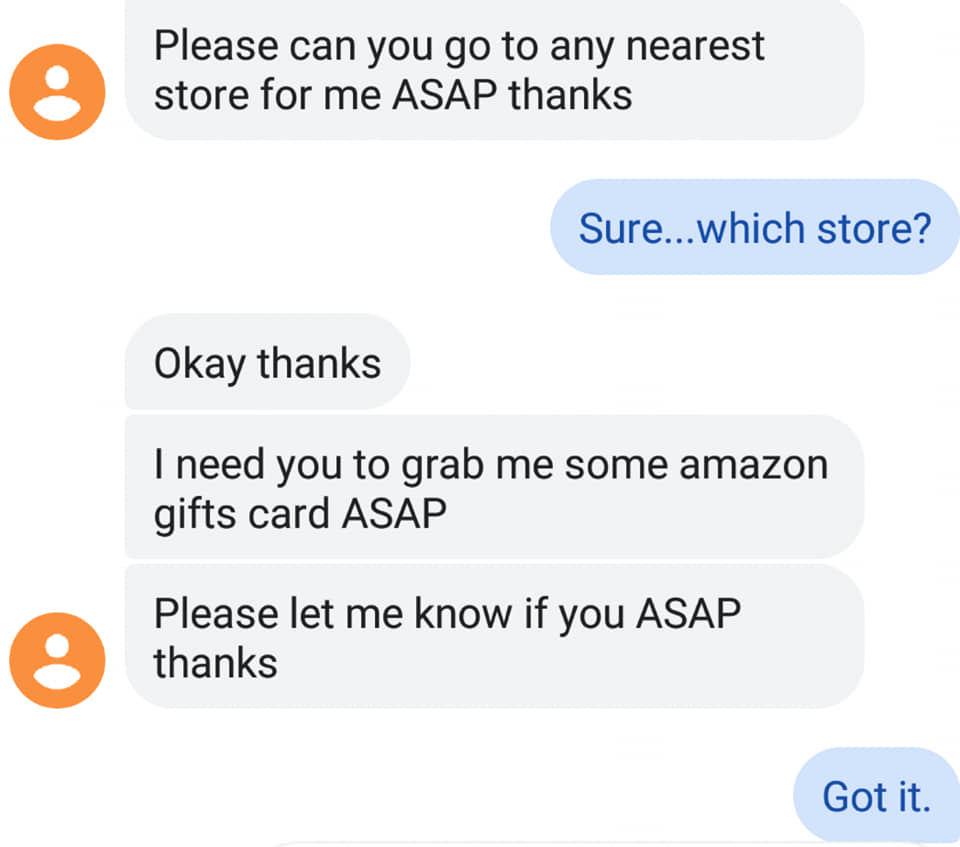 Please can you go to any nearest
store for me ASAP thanks
Sure...which store?
Okay thanks
I need you to grab me some amazon
gifts card ASAP
Please let me know if you ASAP
thanks
Got it.